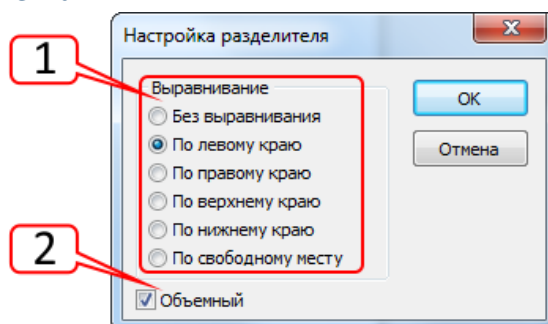 Настройка разделителя
1
Выравнивание
Без выравнивания
По левому краю
По правому краю
По верхнему краю
По нижнему краю
По свободному месту
OK
Отмена
2
Объемный